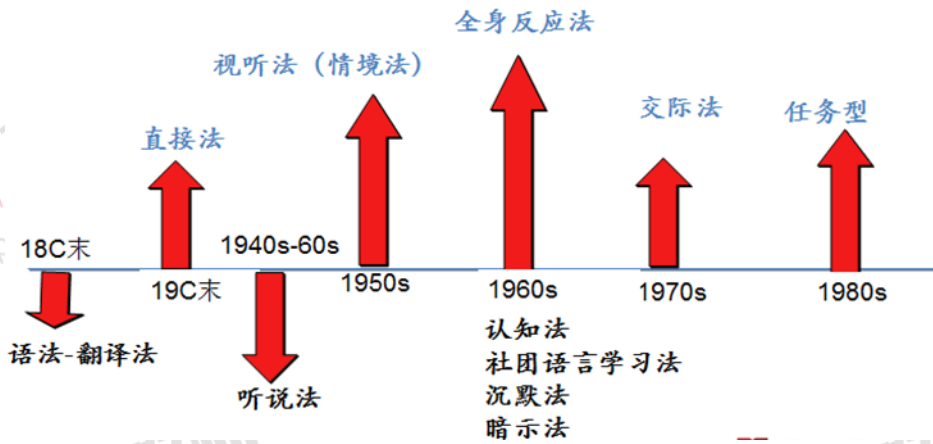 全身反应法
视听法（情境法）
交际法
任务型
直接法
18C末
1940s-60s
19C末
1950s
1960s
1970s
1980s
语法-翻译法
听说法
认知法
社团语言学习法
沉默法
暗示法